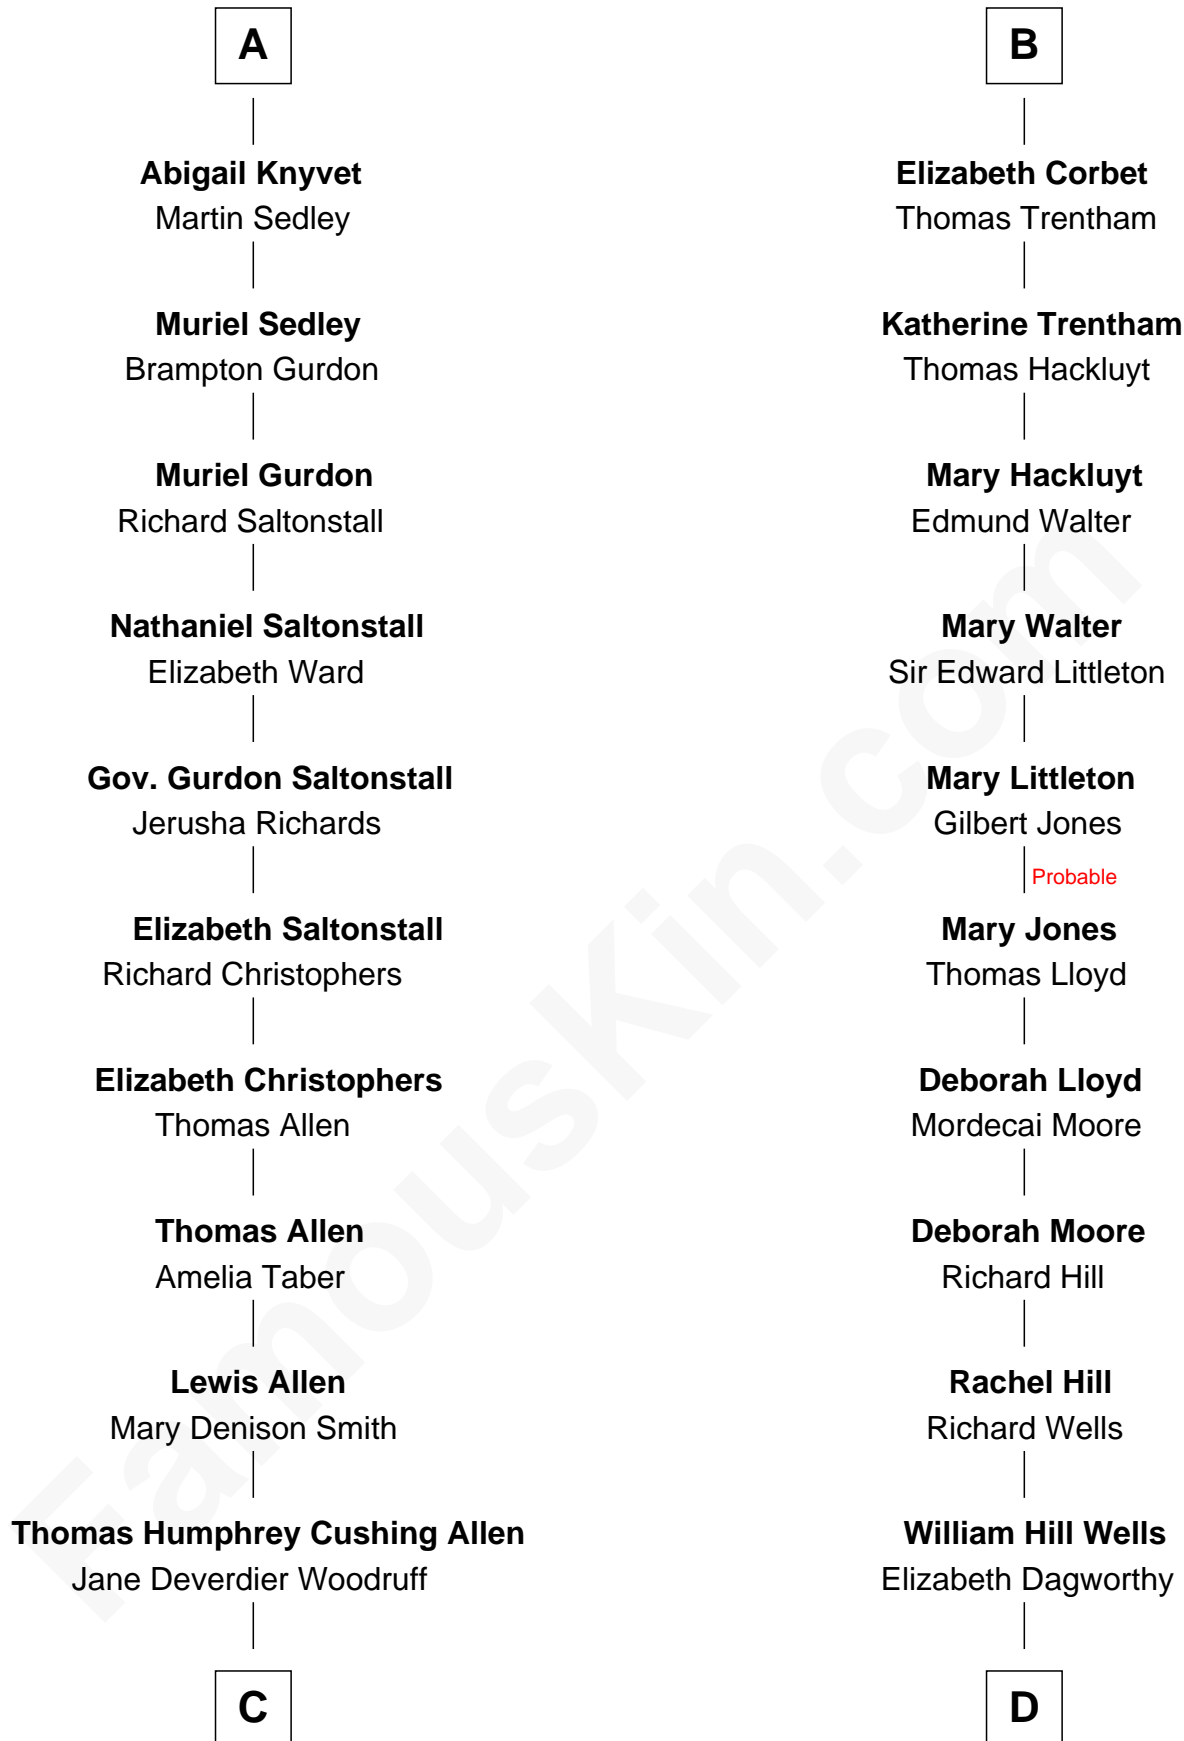 A
Abigail Knyvet
Martin Sedley
Muriel Sedley
Brampton Gurdon
Muriel Gurdon
Richard Saltonstall
Nathaniel Saltonstall
Elizabeth Ward
Gov. Gurdon Saltonstall
Jerusha Richards
Elizabeth Saltonstall
Richard Christophers
Elizabeth Christophers
Thomas Allen
Thomas Allen
Amelia Taber
Lewis Allen
Mary Denison Smith
Thomas Humphrey Cushing Allen
Jane Deverdier Woodruff
C
B
Elizabeth Corbet
Thomas Trentham
Katherine Trentham
Thomas Hackluyt
Mary Hackluyt
Edmund Walter
Mary Walter
Sir Edward Littleton
Mary Littleton
Gilbert Jones
Probable
Mary Jones
Thomas Lloyd
Deborah Lloyd
Mordecai Moore
Deborah Moore
Richard Hill
Rachel Hill
Richard Wells
William Hill Wells
Elizabeth Dagworthy
D
FamousKin.com